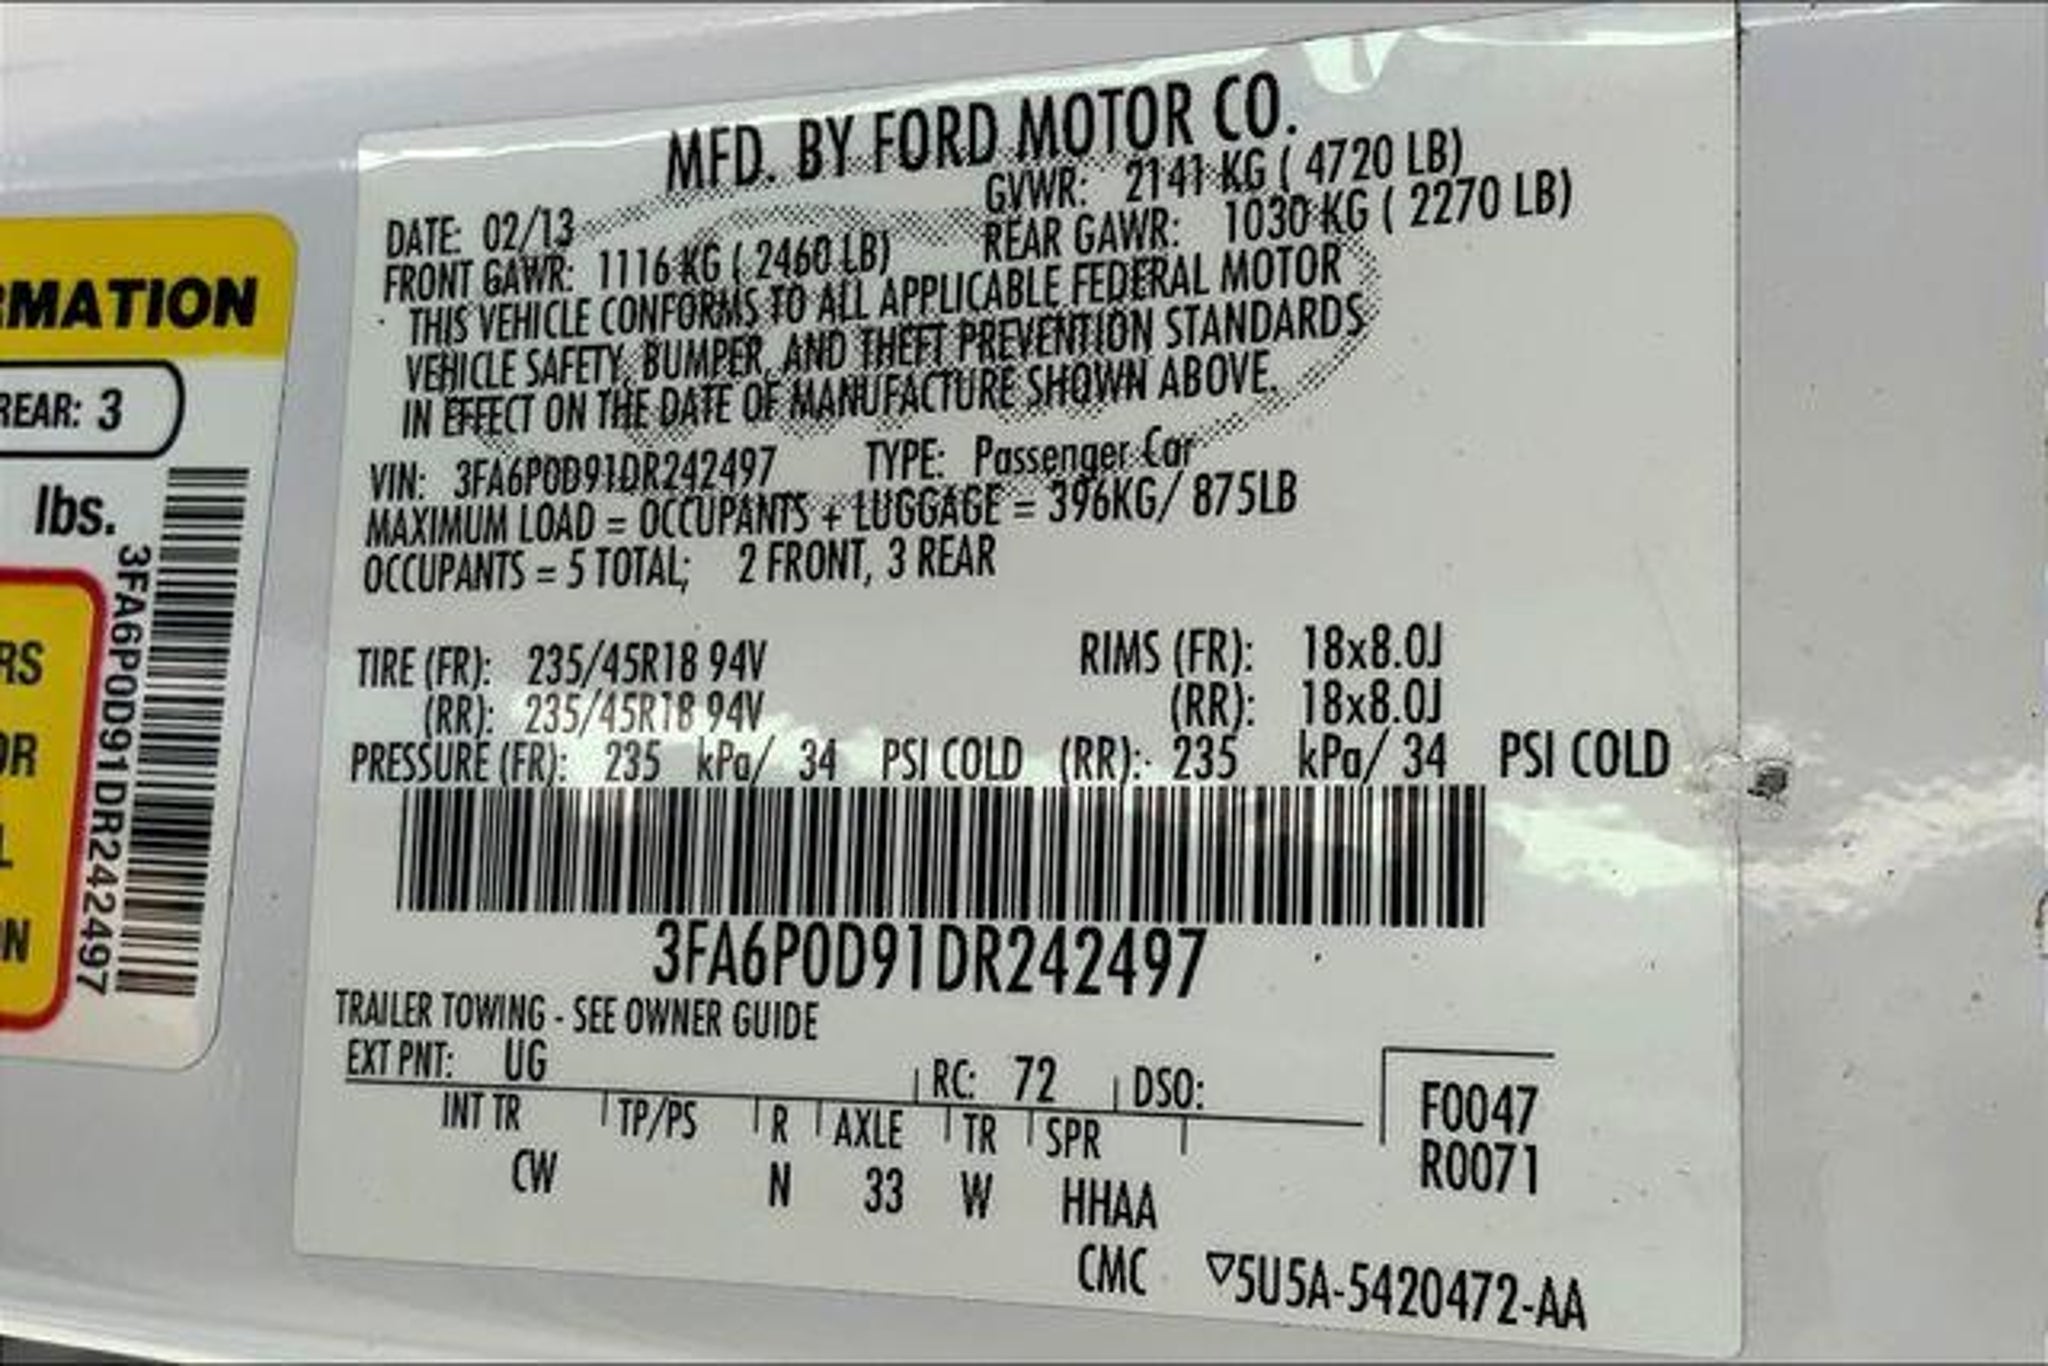 MFD. BY FORD MOTOR CO.
DATE: 02/13 GVWR: 2141 KG ( 4720 LB)
FRONT GAWR: 1116 KG ( 2460 LB) REAR GAWR: 1030 KG ( 2270 LB)
THIS VEHICLE CONFORMS TO ALL APPLICABLE FEDERAL MOTOR
VEHICLE SAFETY, BUMPER, AND THEFT PREVENTION STANDARDS
IN EFFECT ON THE DATE OF MANUFACTURE SHOWN ABOVE.
VIN: 3FA6P0D91DR242497 TYPE: Passenger Car
MAXIMUM LOAD = OCCUPANTS + LUGGAGE = 396KG/ 875LB
OCCUPANTS = 5 TOTAL; 2 FRONT, 3 REAR
TIRE (FR): 235/45R18 94V RIMS (FR): 18x8.0J
(RR): 235/45R18 94V (RR): 18x8.0J
PRESSURE (FR): 235 kPa/ 34 PSI COLD (RR): 235 kPa/ 34 PSI COLD
3FA6P0D91DR242497
TRAILER TOWING - SEE OWNER GUIDE
EXT PNT: UG RC: 72 DSO:
INT TR TP/PS R AXLE TR SPR
CW N 33 W HHAA
F0047
R0071
CMC ▽5U5A-5420472-AA
RMATION
REAR: 3
lbs.
3FA6P0D91DR242497
RS
OR
L
ON